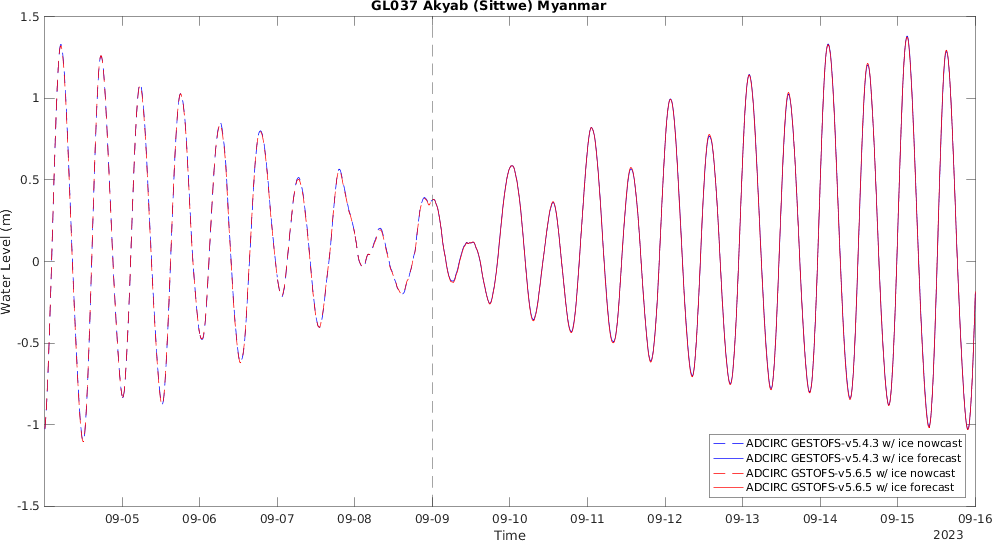 GL037 Akyab (Sittwe) Myanmar
1.5
1
0.5
0
-0.5
-1
-1.5
Water Level (m)
ADCIRC GESTOFS-v5.4.3 w/ ice nowcast
ADCIRC GESTOFS-v5.4.3 w/ ice forecast
ADCIRC GSTOFS-v5.6.5 w/ ice nowcast
ADCIRC GSTOFS-v5.6.5 w/ ice forecast
09-05 09-06 09-07 09-08 09-09 09-10 09-11 09-12 09-13 09-14 09-15 09-16
Time
2023